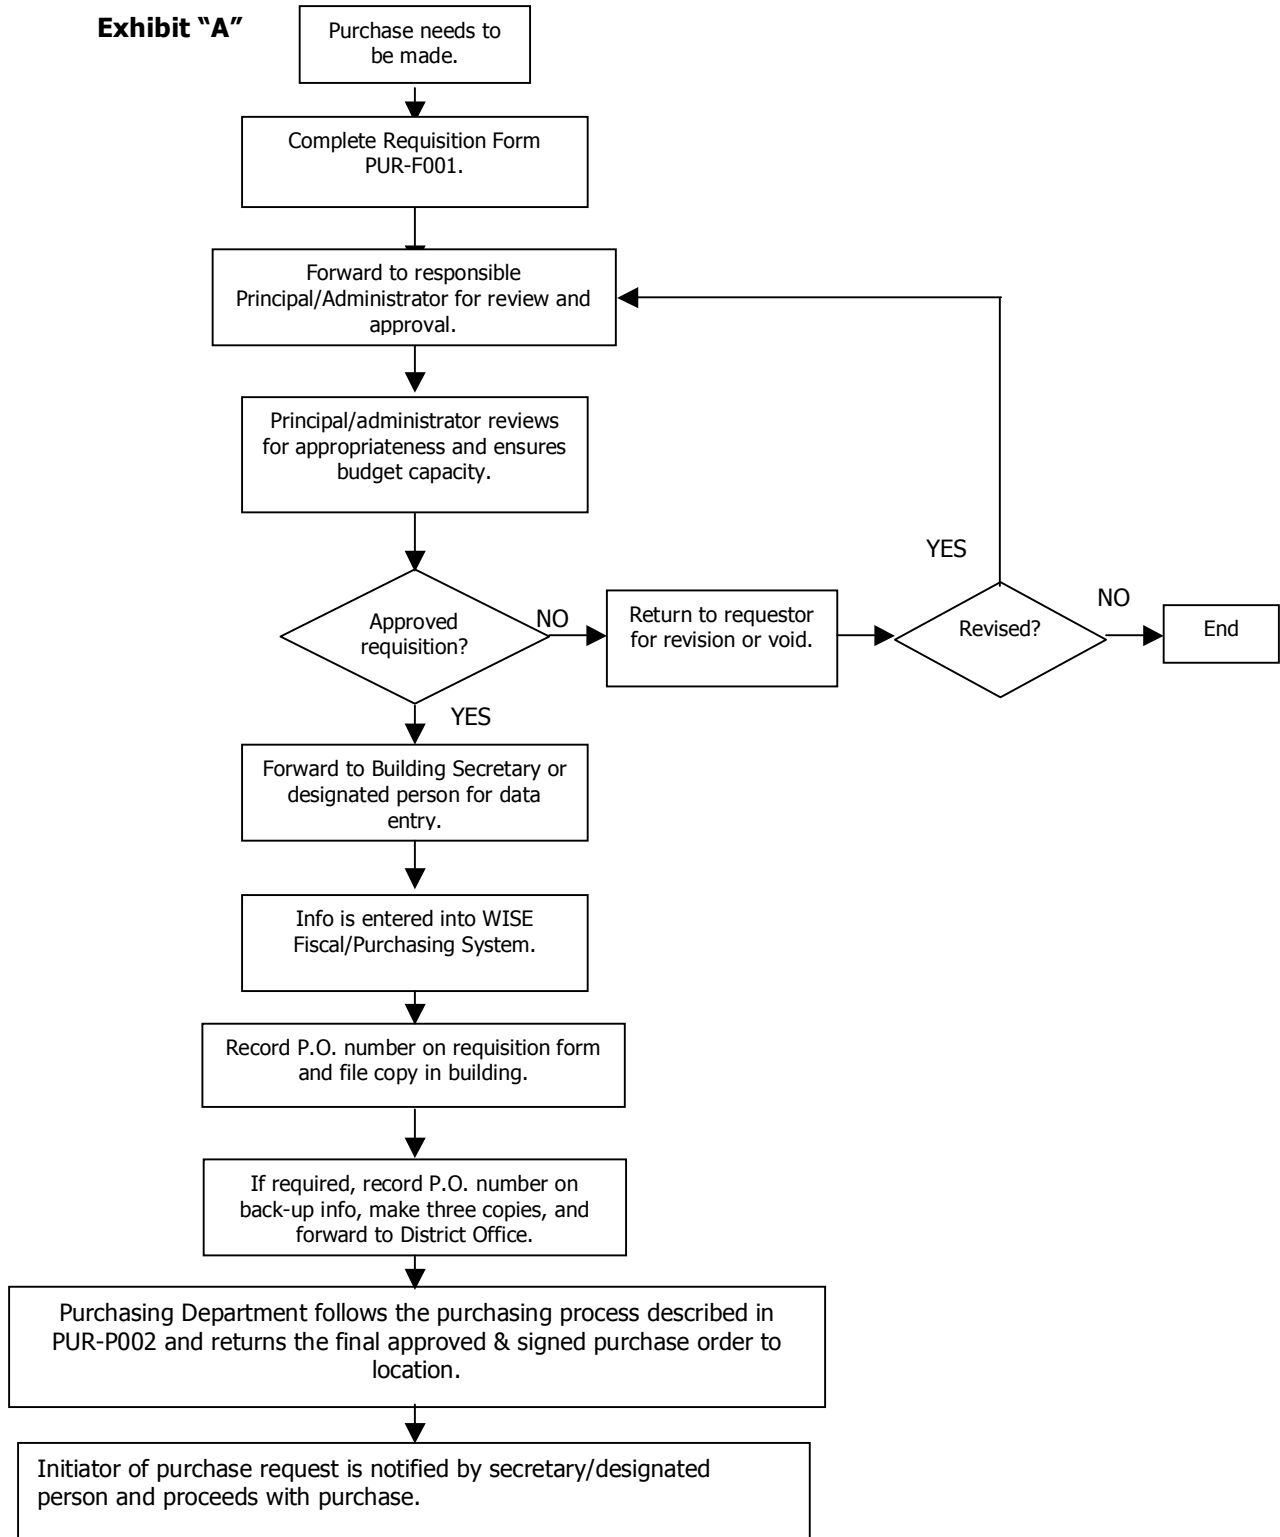 Exhibit “A”
Purchase needs to
be made.
Complete Requisition Form
PUR-F001.
Forward to responsible
Principal/Administrator for review and
approval.
Principal/administrator reviews
for appropriateness and ensures
budget capacity.
YES
Approved
requisition?
NO
Return to requestor
for revision or void.
Revised?
NO
End
YES
Forward to Building Secretary or
designated person for data
entry.
Info is entered into WISE
Fiscal/Purchasing System.
Record P.O. number on requisition form
and file copy in building.
If required, record P.O. number on
back-up info, make three copies, and
forward to District Office.
Purchasing Department follows the purchasing process described in
PUR-P002 and returns the final approved & signed purchase order to
location.
Initiator of purchase request is notified by secretary/designated
person and proceeds with purchase.